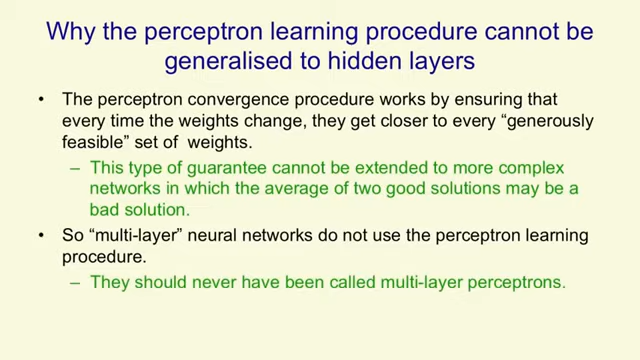 Why the perceptron learning procedure cannot be
generalised to hidden layers
• The perceptron convergence procedure works by ensuring that
every time the weights change, they get closer to every “generously
feasible” set of weights.
– This type of guarantee cannot be extended to more complex
networks in which the average of two good solutions may be a
bad solution.
• So “multi-layer” neural networks do not use the perceptron learning
procedure.
– They should never have been called multi-layer perceptrons.